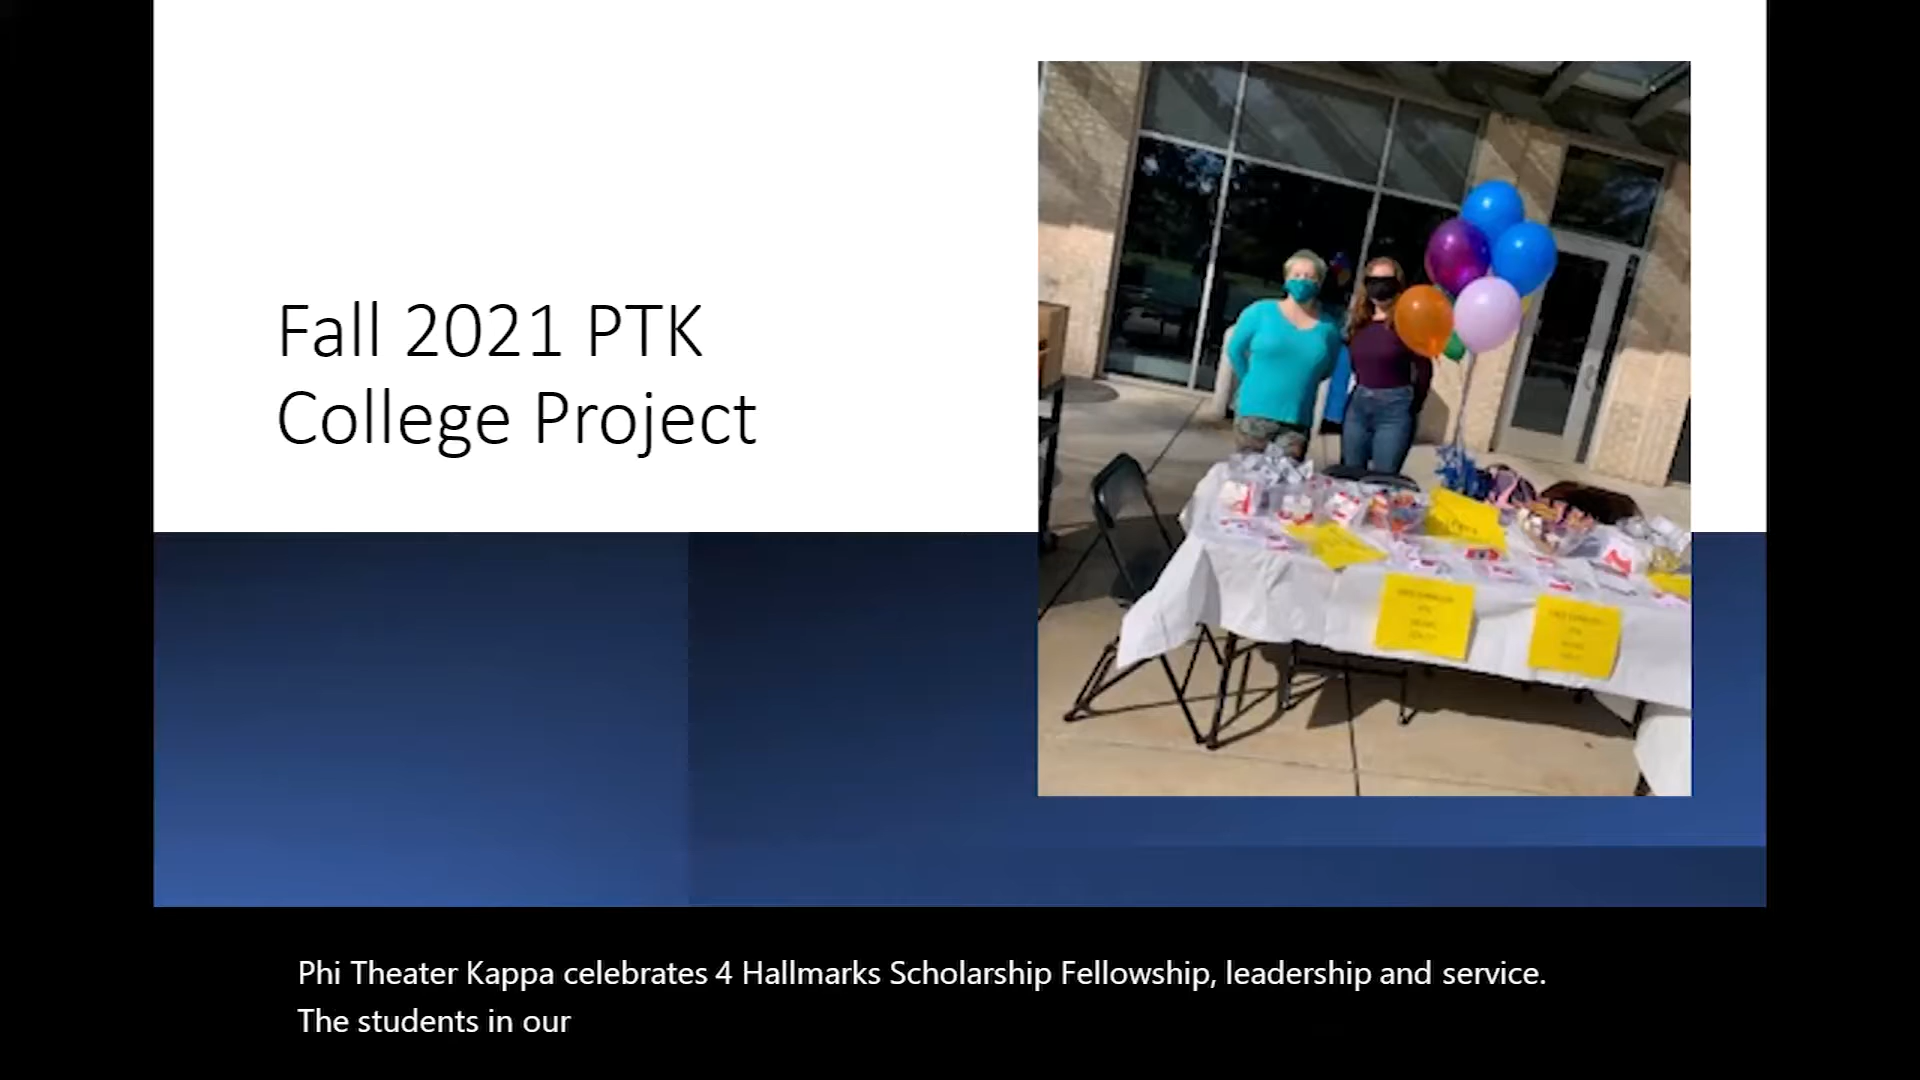 Fall 2021 PTK
College Project
Phi Theater Kappa celebrates 4 Hallmarks Scholarship Fellowship, leadership and service.
The students in our